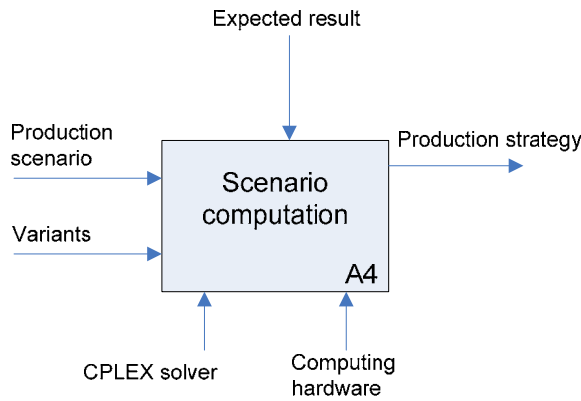 Expected result
Production
scenario
Production strategy
Scenario
computation
Variants
A4
CPLEX solver
Computing
hardware